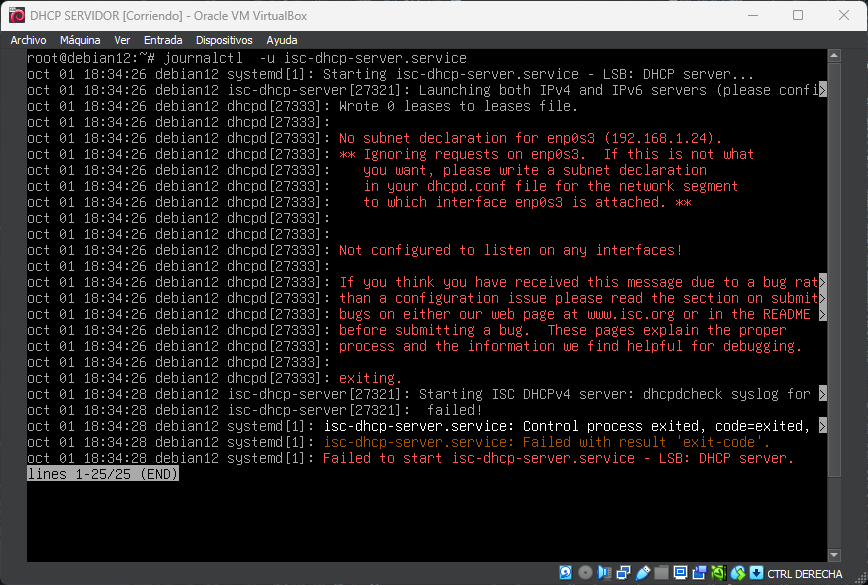 DHCP SERVIDOR [Corriendo] - Oracle VM VirtualBox
Archivo Máquina Ver Entrada Dispositivos Ayuda
root@debian12:~# journalctl  -u isc-dhcp-server.service
oct 01 18:34:26 debian12 systemd[1]: Starting isc-dhcp-server.service - LSB: DHCP server...
oct 01 18:34:26 debian12 isc-dhcp-server[27321]: Launching both IPv4 and IPv6 servers (please confi>
oct 01 18:34:26 debian12 dhcpd[27333]: Wrote 0 leases to leases file.
oct 01 18:34:26 debian12 dhcpd[27333]:
oct 01 18:34:26 debian12 dhcpd[27333]: No subnet declaration for enp0s3 (192.168.1.24).
oct 01 18:34:26 debian12 dhcpd[27333]: ** Ignoring requests on enp0s3.  If this is not what
oct 01 18:34:26 debian12 dhcpd[27333]:    you want, please write a subnet declaration
oct 01 18:34:26 debian12 dhcpd[27333]:    in your dhcpd.conf file for the network segment
oct 01 18:34:26 debian12 dhcpd[27333]:    to which interface enp0s3 is attached. **
oct 01 18:34:26 debian12 dhcpd[27333]:
oct 01 18:34:26 debian12 dhcpd[27333]:
oct 01 18:34:26 debian12 dhcpd[27333]: Not configured to listen on any interfaces!
oct 01 18:34:26 debian12 dhcpd[27333]:
oct 01 18:34:26 debian12 dhcpd[27333]: If you think you have received this message due to a bug rat>
oct 01 18:34:26 debian12 dhcpd[27333]: than a configuration issue please read the section on submit>
oct 01 18:34:26 debian12 dhcpd[27333]: bugs on either our web page at www.isc.org or in the README >
oct 01 18:34:26 debian12 dhcpd[27333]: before submitting a bug.  These pages explain the proper
oct 01 18:34:26 debian12 dhcpd[27333]: process and the information we find helpful for debugging.
oct 01 18:34:26 debian12 dhcpd[27333]:
oct 01 18:34:26 debian12 dhcpd[27333]: exiting.
oct 01 18:34:28 debian12 isc-dhcp-server[27321]: Starting ISC DHCPv4 server: dhcpdcheck syslog for >
oct 01 18:34:28 debian12 isc-dhcp-server[27321]:  failed!
oct 01 18:34:28 debian12 systemd[1]: isc-dhcp-server.service: Control process exited, code=exited, >
oct 01 18:34:28 debian12 systemd[1]: isc-dhcp-server.service: Failed with result 'exit-code'.
oct 01 18:34:28 debian12 systemd[1]: Failed to start isc-dhcp-server.service - LSB: DHCP server.
lines 1-25/25 (END)
CTRL DERECHA